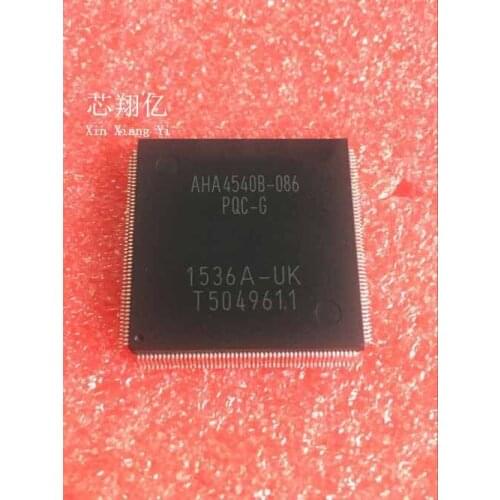 芯翔亿
Xin Xiang Yi
AHA4540B-086
PQC-G
1536A-UK
T504961.1